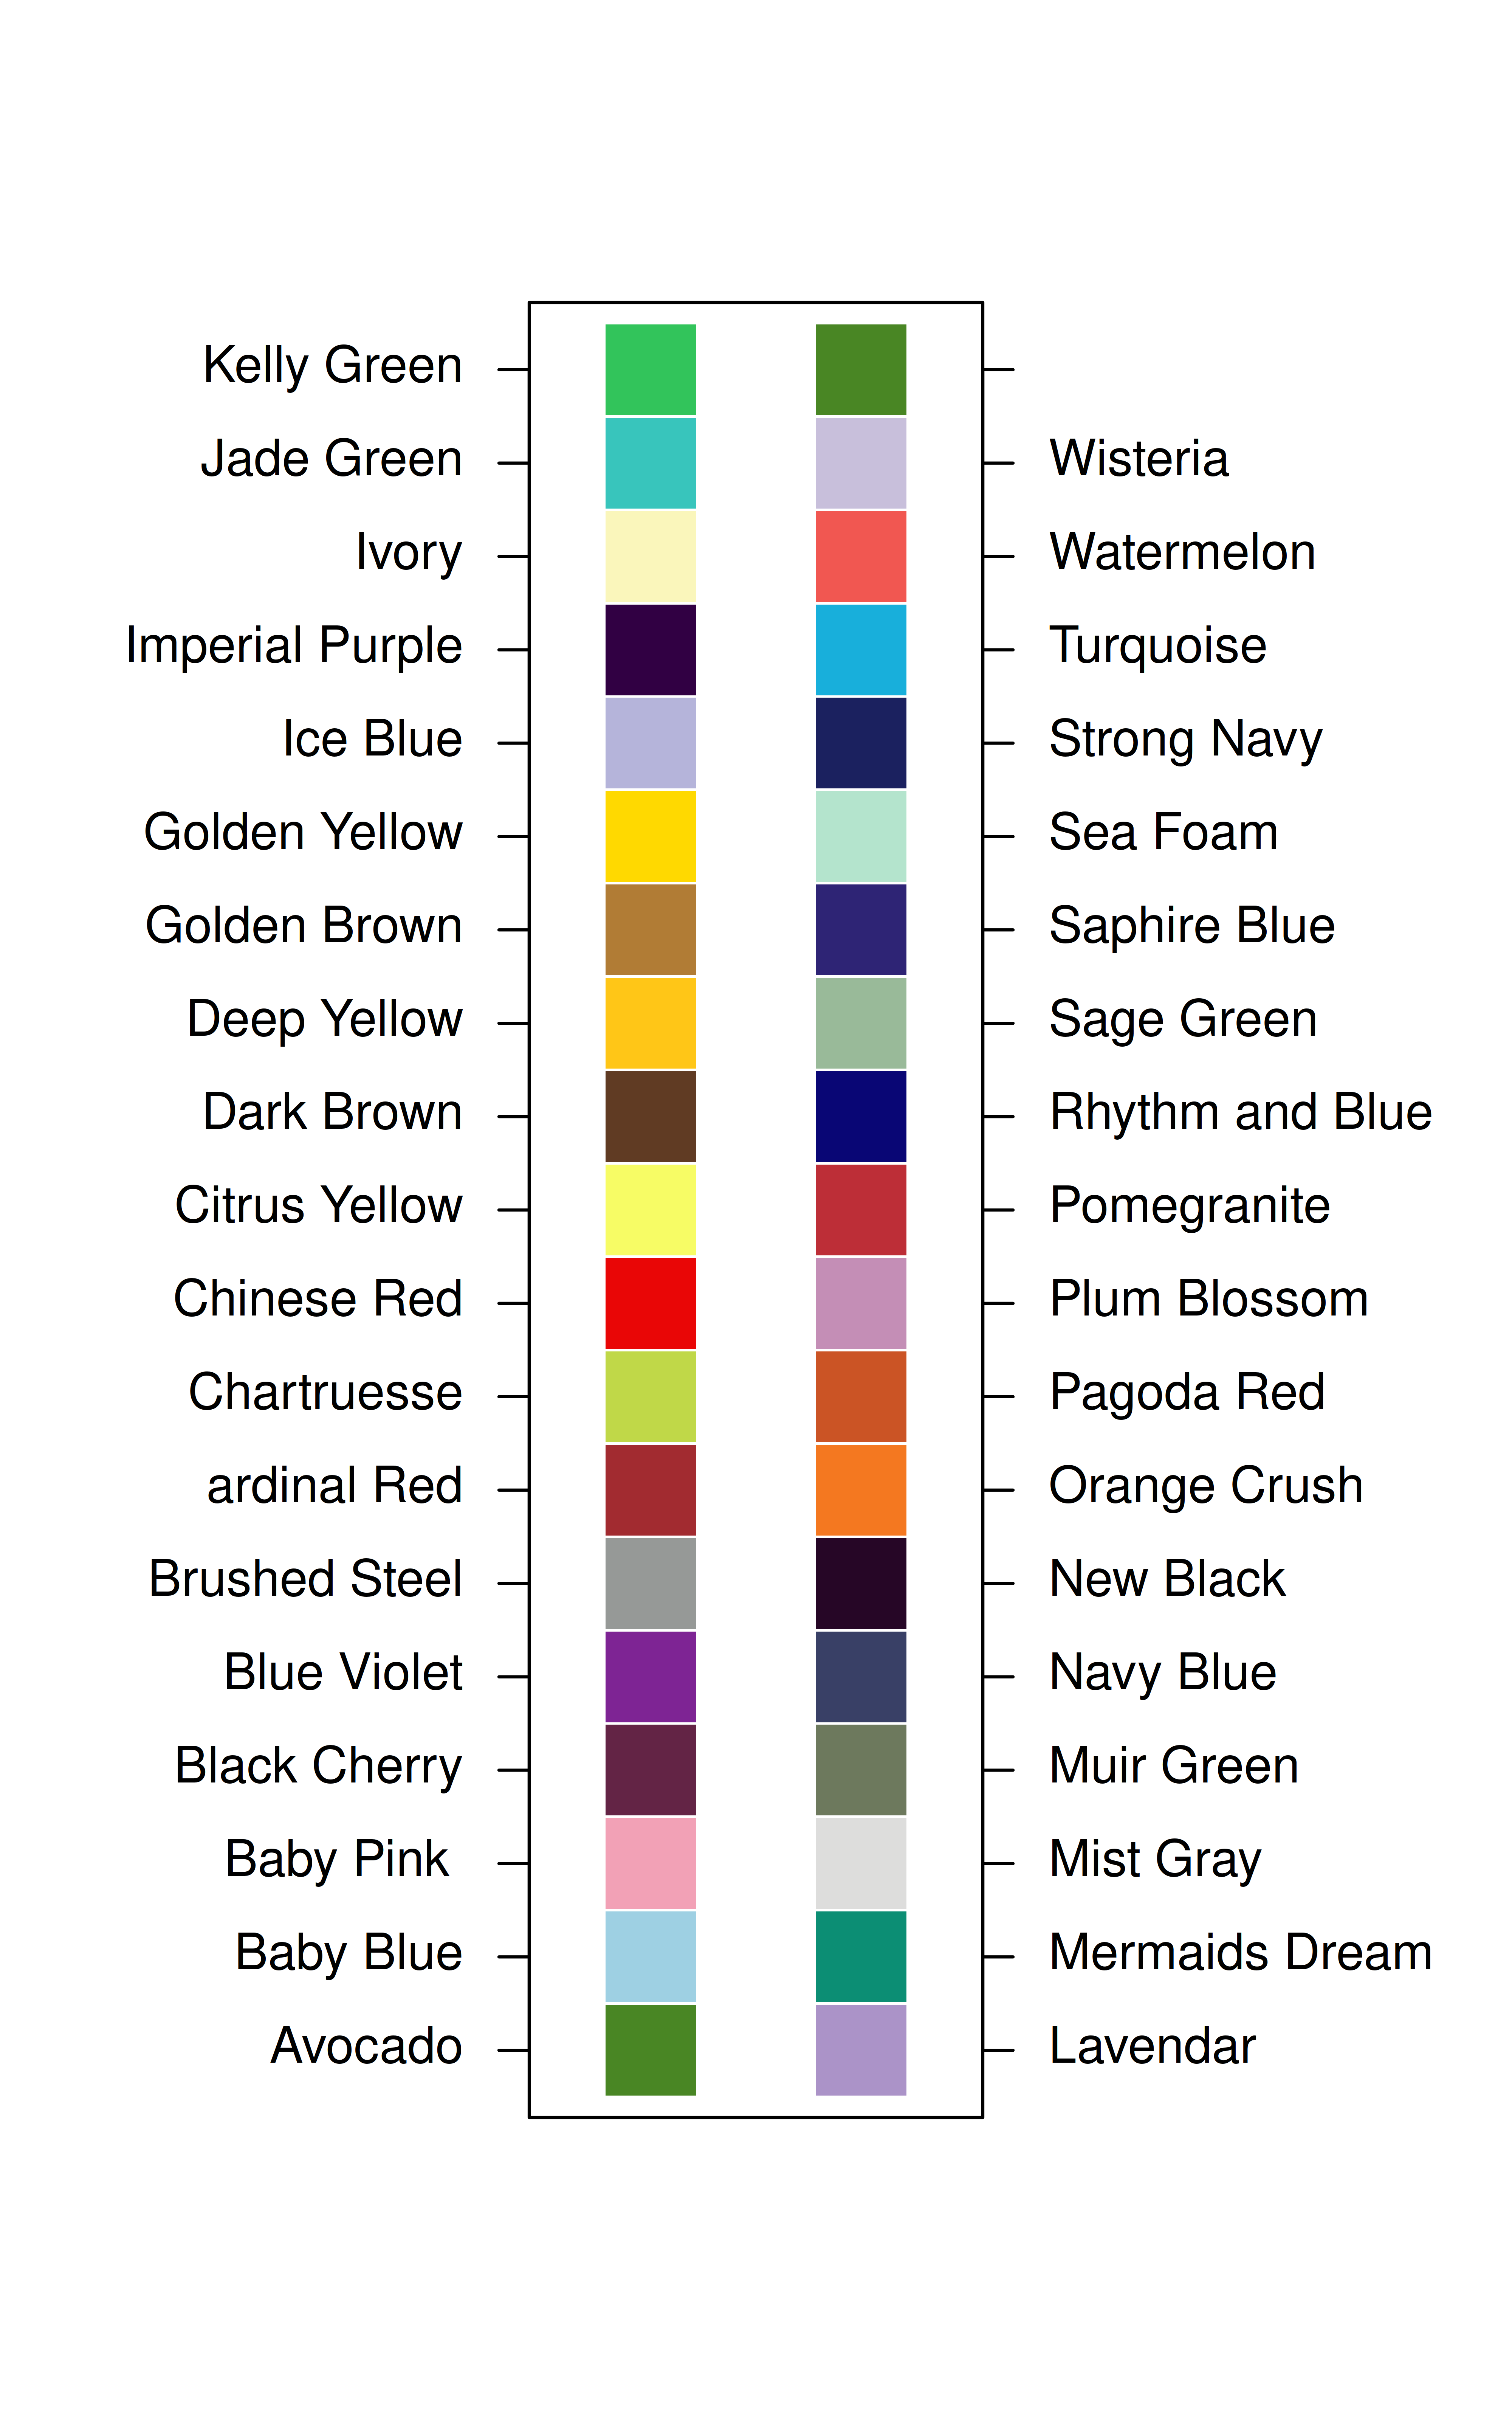 Kelly Green
Jade Green
Ivory
Imperial Purple
Ice Blue
Golden Yellow
Golden Brown
Deep Yellow
Dark Brown
Citrus Yellow
Chinese Red
Chartruesse
ardinal Red
Brushed Steel
Blue Violet
Black Cherry
Baby Pink
Baby Blue
Avocado
Wisteria
Watermelon
Turquoise
Strong Navy
Sea Foam
Saphire Blue
Sage Green
Rhythm and Blue
Pomegranite
Plum Blossom
Pagoda Red
Orange Crush
New Black
Navy Blue
Muir Green
Mist Gray
Mermaids Dream
Lavendar